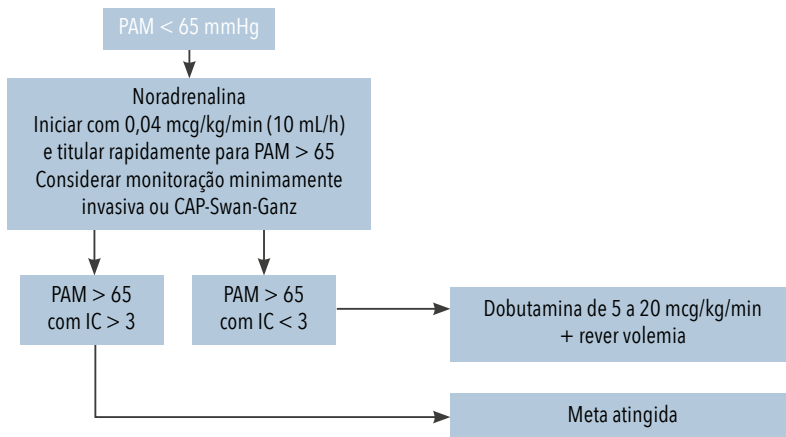 PAM < 65 mmHg
Noradrenalina
Iniciar com 0,04 mcg/kg/min (10 mL/h)
e titular rapidamente para PAM > 65
Considerar monitoração minimamente
invasiva ou CAP-Swan-Ganz
PAM > 65
com IC > 3
PAM > 65
com IC < 3
Dobutamina de 5 a 20 mcg/kg/min
+ rever volemia
Meta atingida